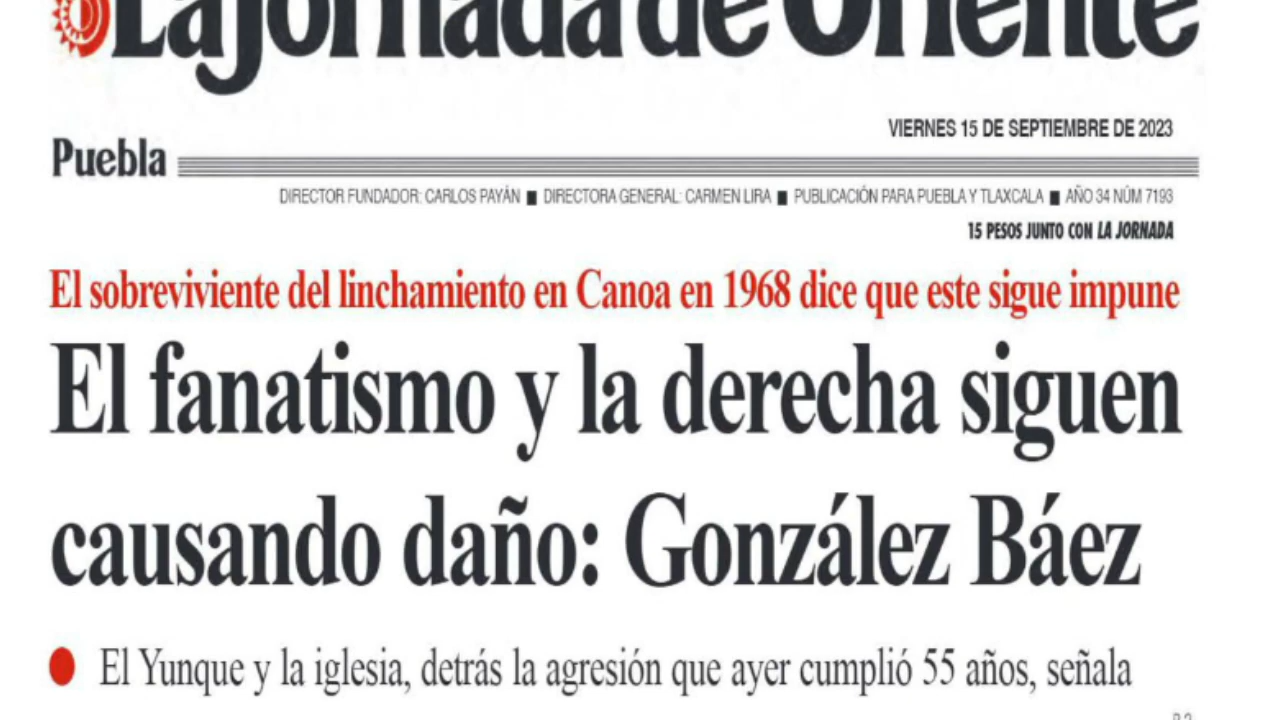 La Jornada de Oriente
VIERNES 15 DE SEPTIEMBRE DE 2023
Puebla
DIRECTOR FUNDADOR: CARLOS PAYÁN ■ DIRECTORA GENERAL: CARMEN LIRA ■ PUBLICACIÓN PARA PUEBLA Y TLAXCALA ■ AÑO 34 NÚM 7193
15 PESOS JUNTO CON LA JORNADA
El sobreviviente del linchamiento en Canoa en 1968 dice que este sigue impune
El fanatismo y la derecha siguen
causando daño: González Báez
● El Yunque y la iglesia, detrás la agresión que ayer cumplió 55 años, señala